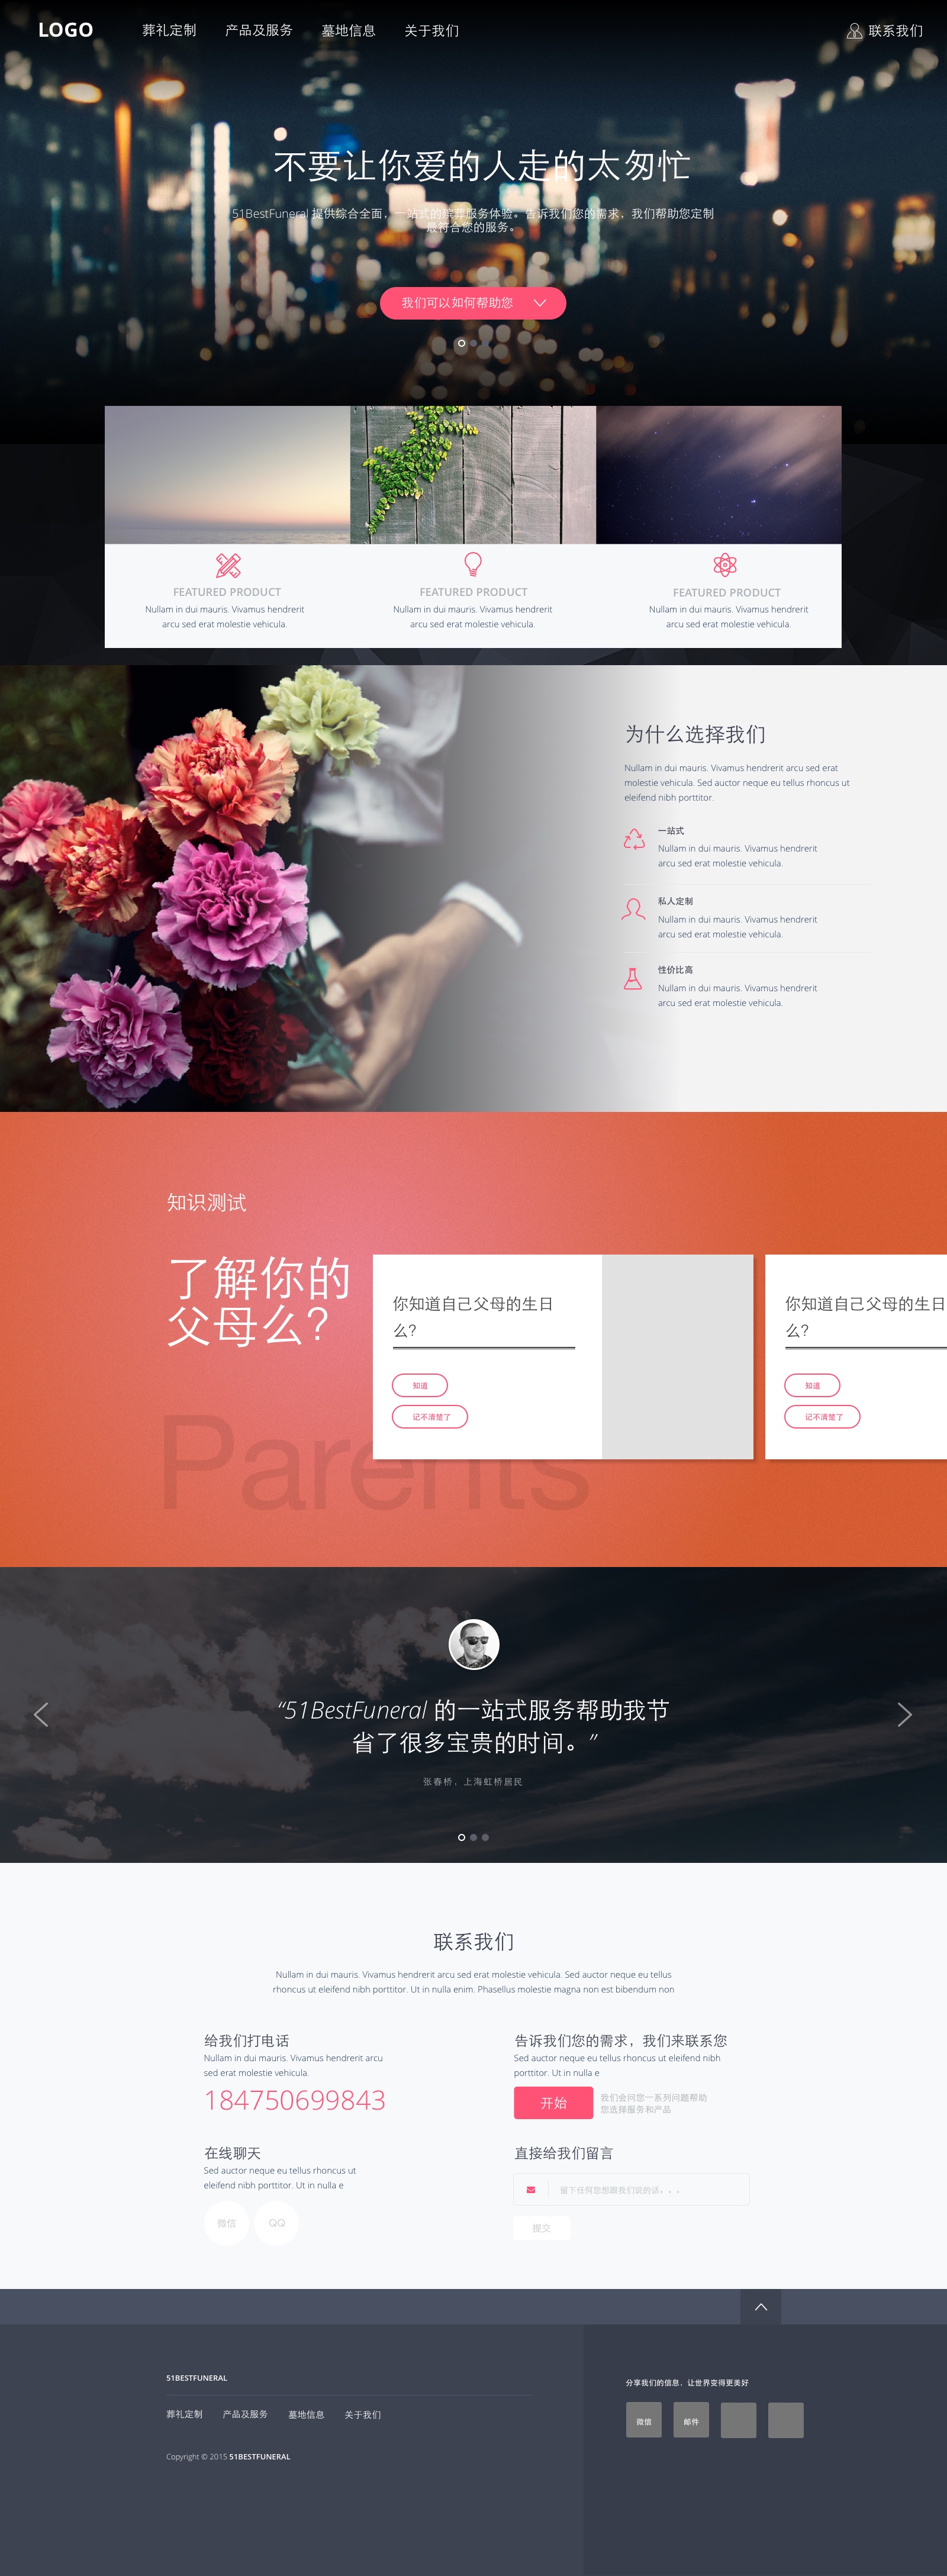 LOGO 葬礼定制 产品及服务 墓地信息 关于我们 联系我们
不要让你爱的人走的太匆忙
51BestFuneral 提供综合全面，一站式的殡葬服务体验。告诉我们您的需求，我们帮助您定制
最符合您的服务。
我们可以如何帮助您
FEATURED PRODUCT
Nullam in dui mauris. Vivamus hendrerit
arcu sed erat molestie vehicula.
FEATURED PRODUCT
Nullam in dui mauris. Vivamus hendrerit
arcu sed erat molestie vehicula.
FEATURED PRODUCT
Nullam in dui mauris. Vivamus hendrerit
arcu sed erat molestie vehicula.
为什么选择我们
Nullam in dui mauris. Vivamus hendrerit arcu sed erat
molestie vehicula. Sed auctor neque eu tellus rhoncus ut
eleifend nibh porttitor.
一站式
Nullam in dui mauris. Vivamus hendrerit
arcu sed erat molestie vehicula.
私人定制
Nullam in dui mauris. Vivamus hendrerit
arcu sed erat molestie vehicula.
性价比高
Nullam in dui mauris. Vivamus hendrerit
arcu sed erat molestie vehicula.
知识测试
了解你的
父母么？
Parents
你知道自己父母的生日
么？
知道
记不清楚了
你知道自己父母的生日
么？
知道
记不清楚了
“51BestFuneral 的一站式服务帮助我节
省了很多宝贵的时间。”
张春桥，上海虹桥居民
联系我们
Nullam in dui mauris. Vivamus hendrerit arcu sed erat molestie vehicula. Sed auctor neque eu tellus
rhoncus ut eleifend nibh porttitor. Ut in nulla enim. Phasellus molestie magna non est bibendum non
给我们打电话
Nullam in dui mauris. Vivamus hendrerit arcu
sed erat molestie vehicula.
184750699843
告诉我们您的需求，我们来联系您
Sed auctor neque eu tellus rhoncus ut eleifend nibh
porttitor. Ut in nulla e
开始
我们会问您一系列问题帮助
您选择服务和产品
在线聊天
Sed auctor neque eu tellus rhoncus ut
eleifend nibh porttitor. Ut in nulla e
微信 QQ
直接给我们留言
留下任何您想跟我们说的话。。。
提交
51BESTFUNERAL
葬礼定制 产品及服务 墓地信息 关于我们
Copyright © 2015 51BESTFUNERAL
分享我们的信息，让世界变得更美好
微信 邮件